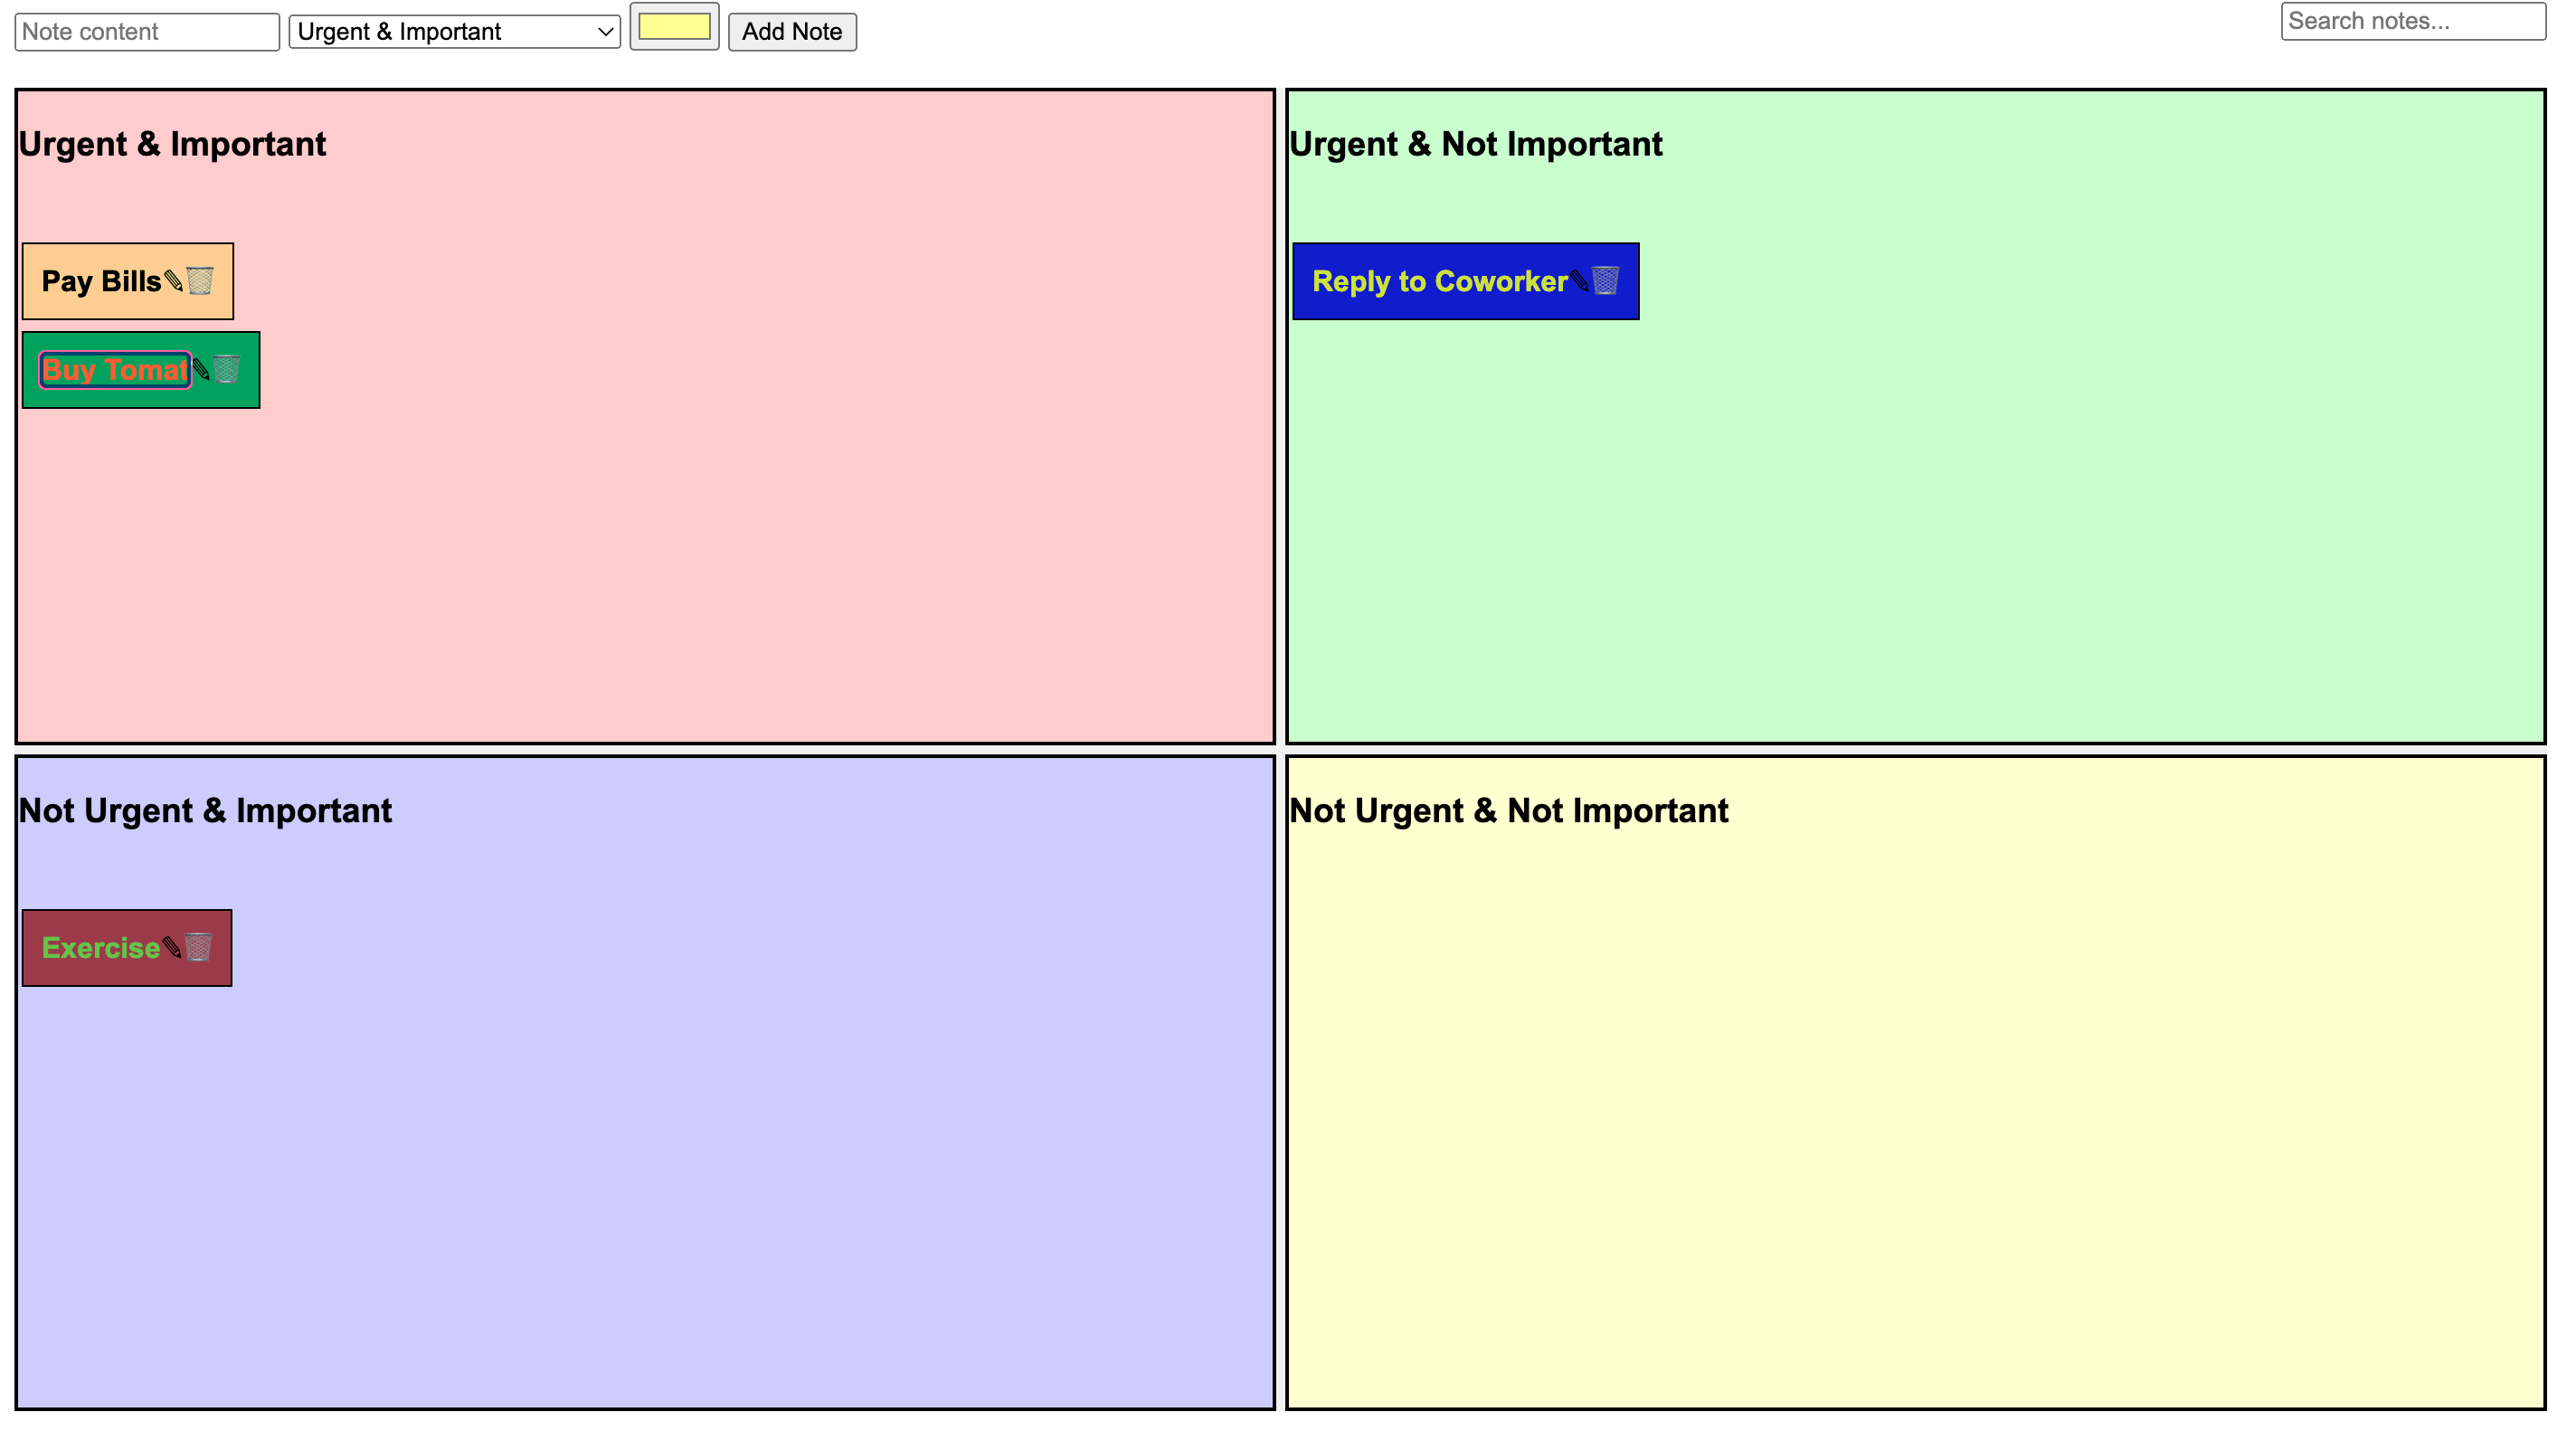 Note content Urgent & Important Add Note Search notes...
Urgent & Important
Pay Bills
Buy Tomat
Urgent & Not Important
Reply to Coworker
Not Urgent & Important
Exercise
Not Urgent & Not Important